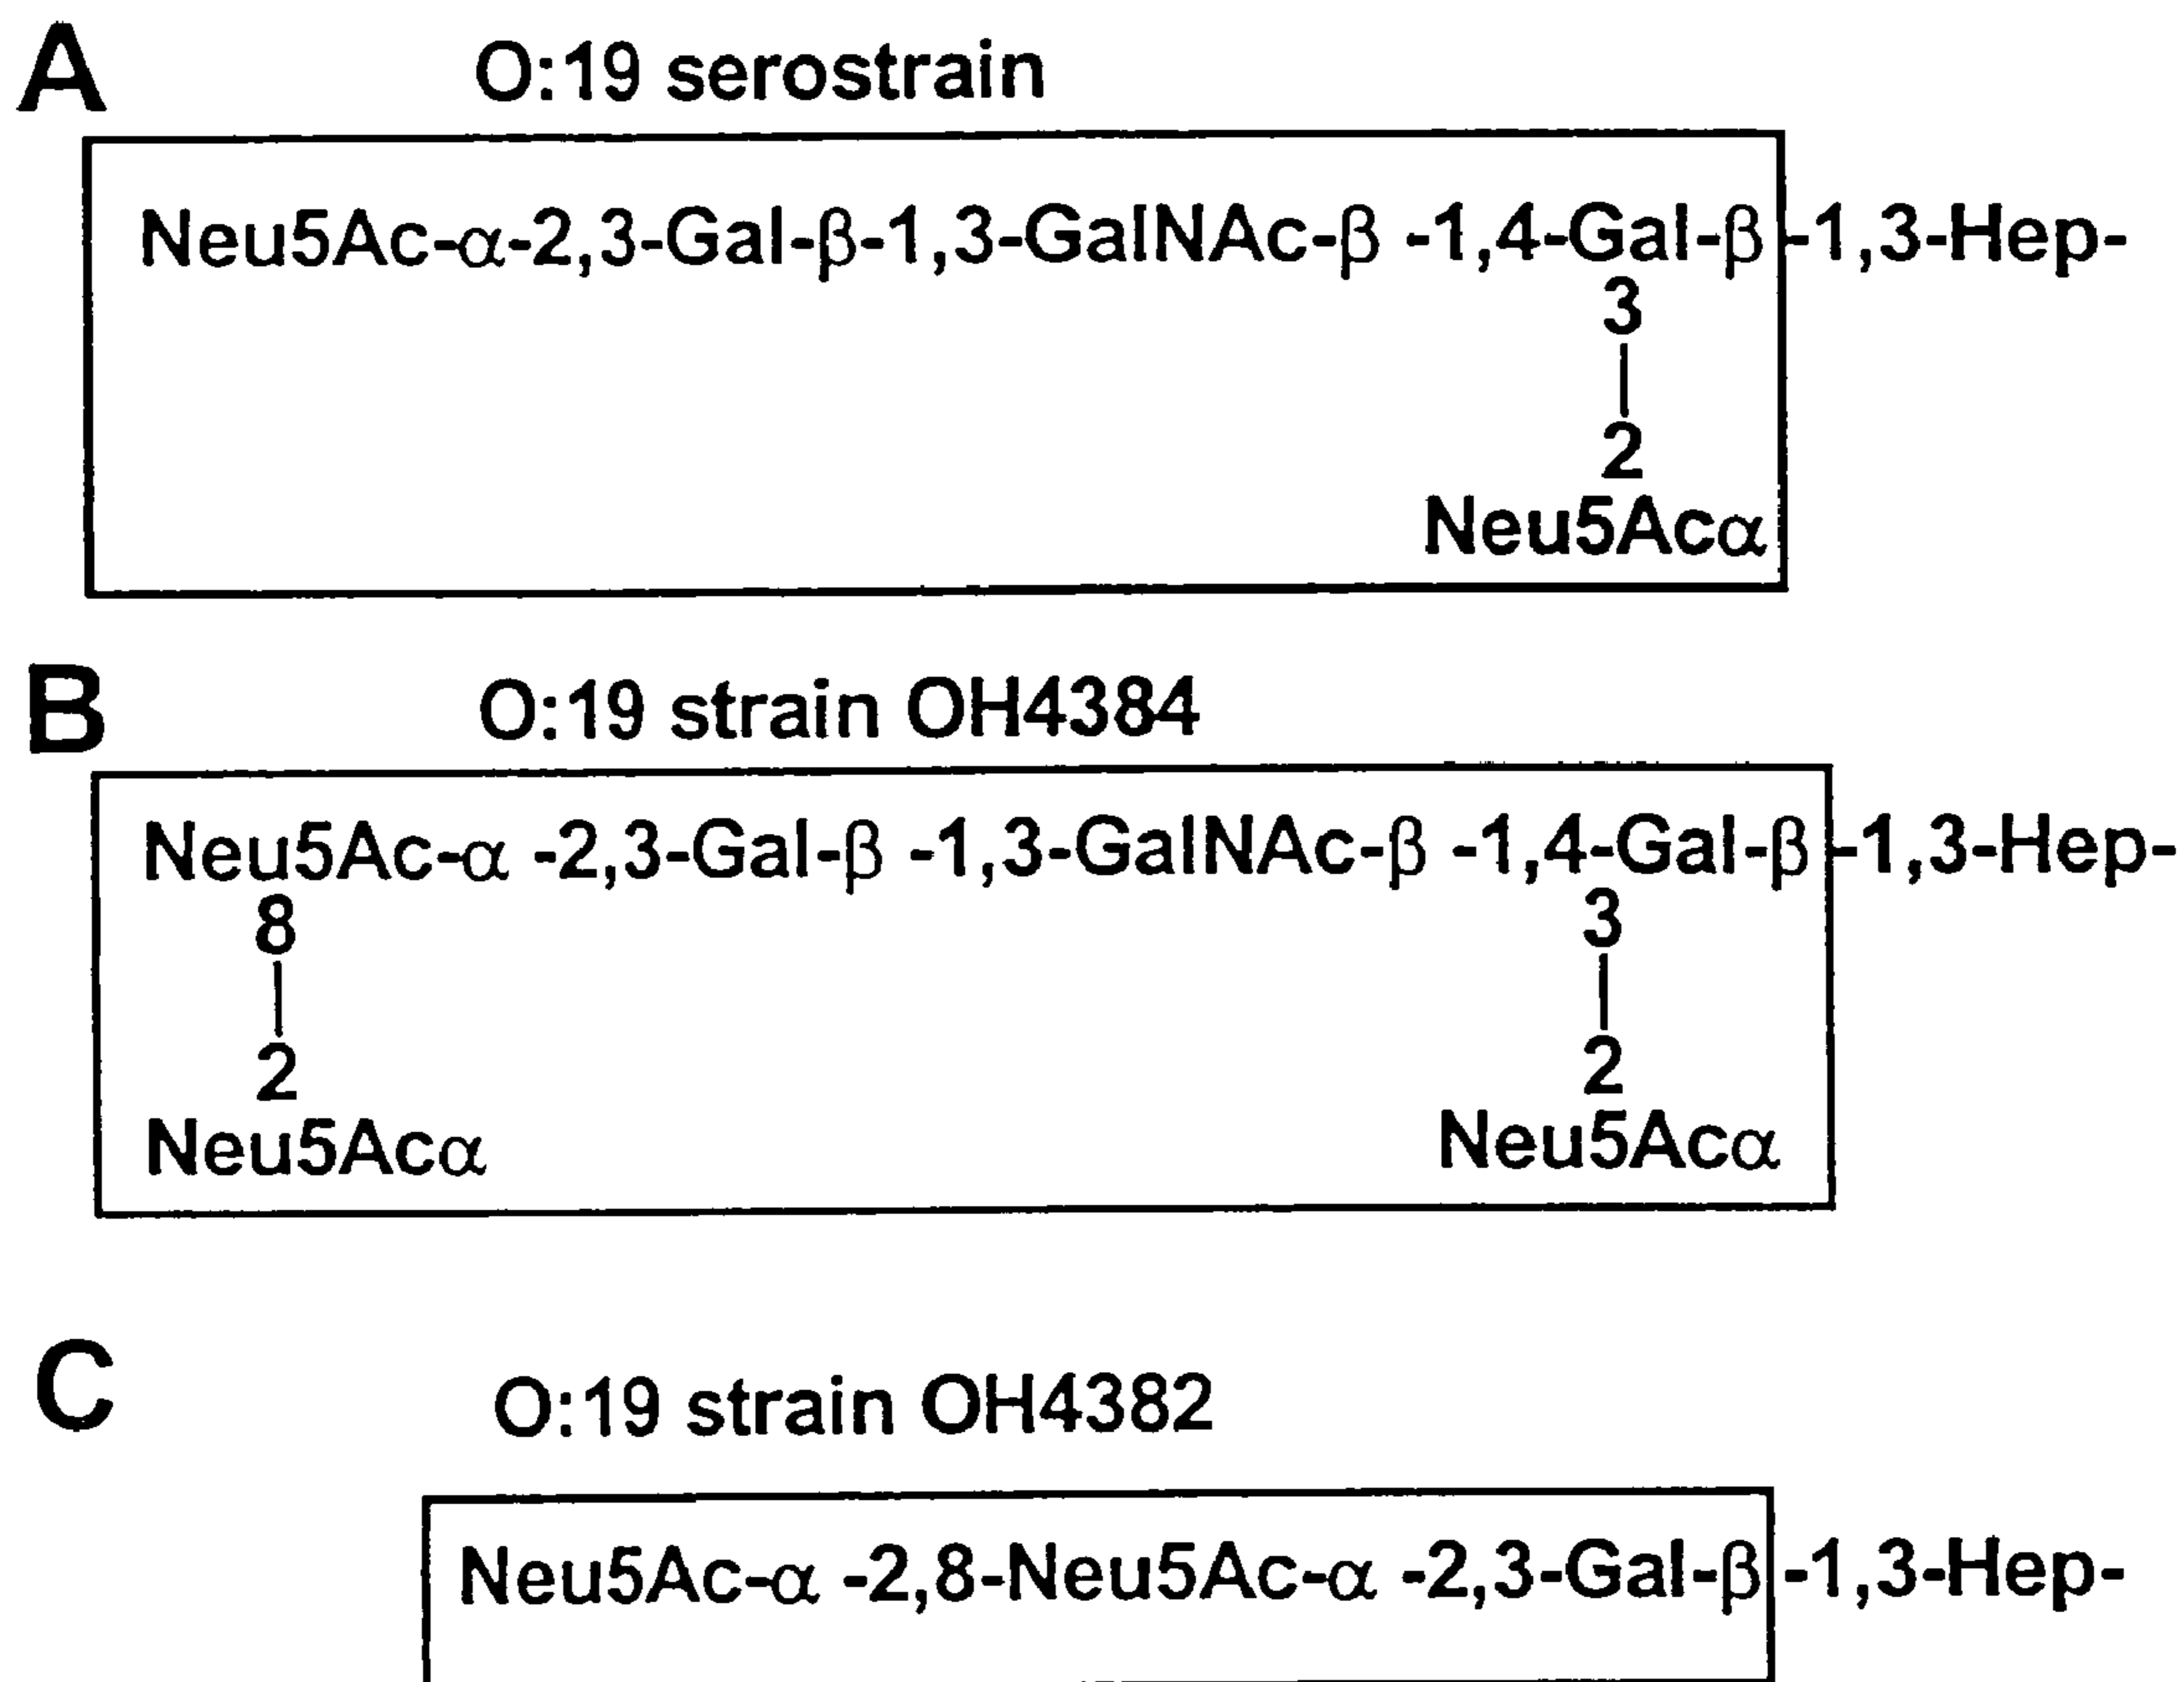 A
O:19 serostrain
Neu5Ac-α-2,3-Gal-β-1,3-GalNAc-β -1,4-Gal-β -1,3-Hep-
3
2
Neu5Acα
B
O:19 strain OH4384
Neu5Ac-α -2,3-Gal-β -1,3-GalNAc-β -1,4-Gal-β -1,3-Hep-
8 3
2 2
Neu5Acα Neu5Acα
C
O:19 strain OH4382
Neu5Ac-α -2,8-Neu5Ac-α -2,3-Gal-β -1,3-Hep-